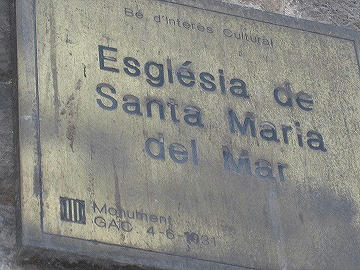 Bé d'Interès Cultural
Església de
Santa Maria
del Mar
Monument
GAC 4-6-1931